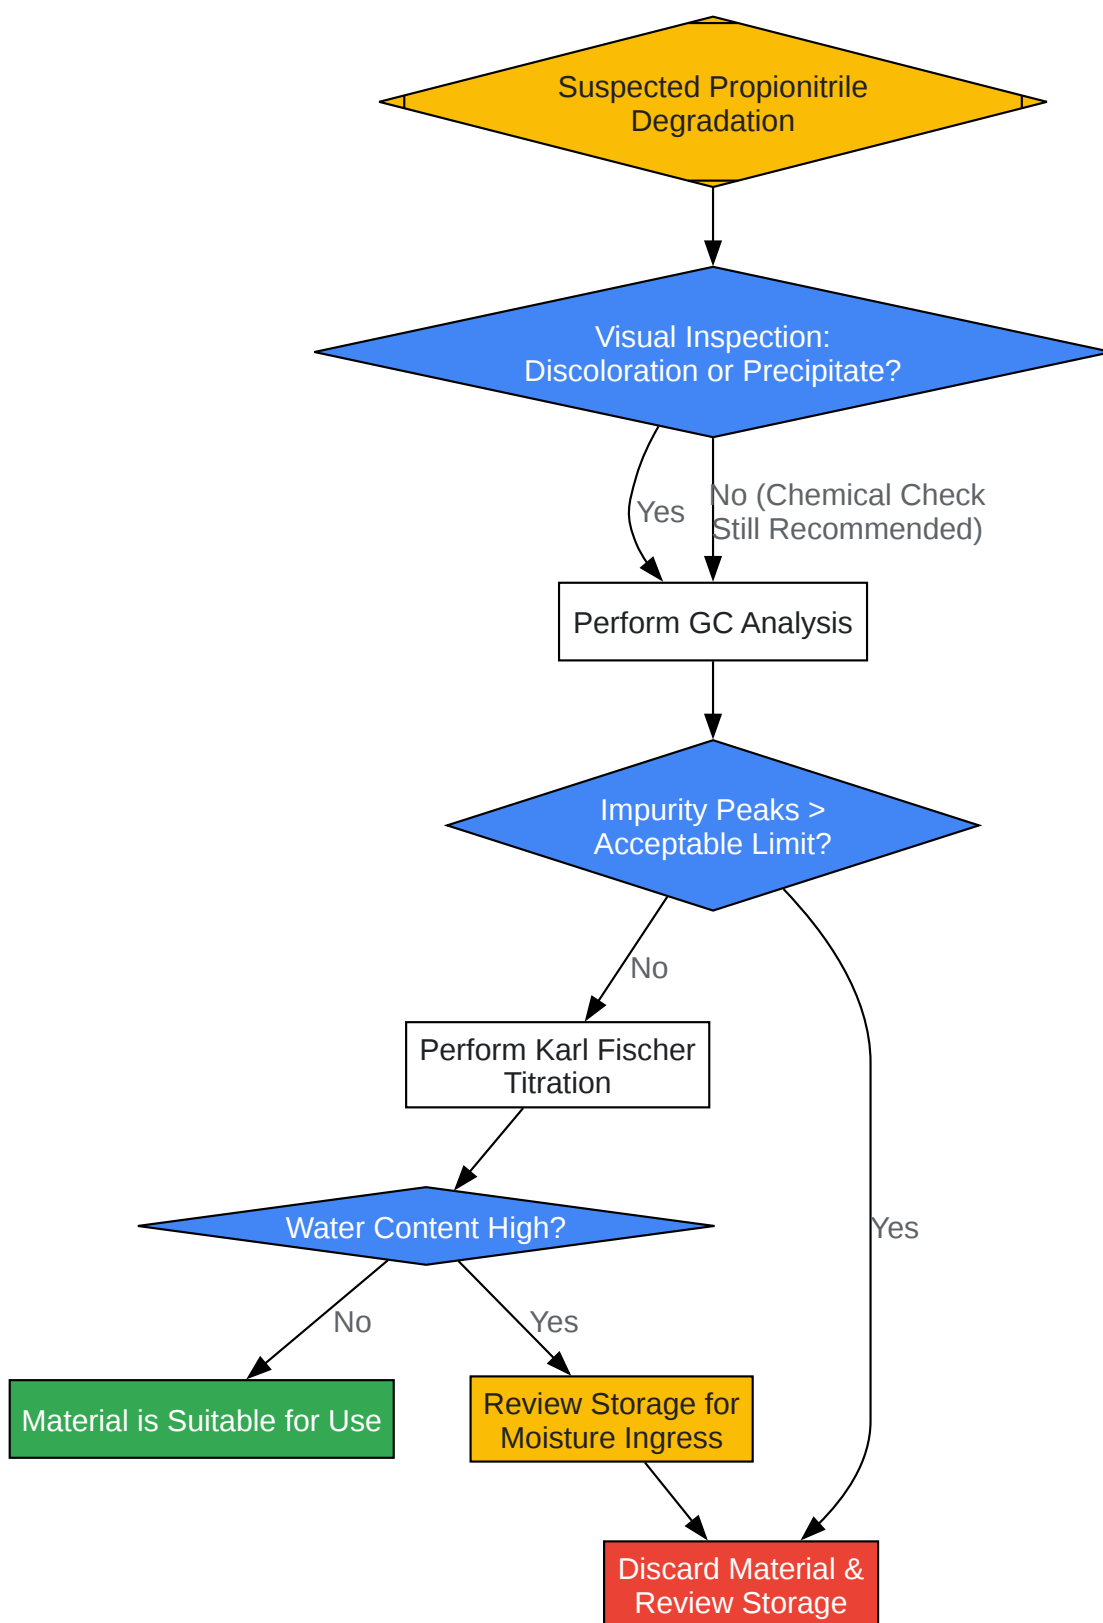 Suspected Propionitrile
Degradation
Visual Inspection:
Discoloration or Precipitate?
Yes
No (Chemical Check
Still Recommended)
Perform GC Analysis
Impurity Peaks >
Acceptable Limit?
No
Perform Karl Fischer
Titration
Water Content High?
Yes
No
Yes
Material is Suitable for Use
Review Storage for
Moisture Ingress
Discard Material &
Review Storage